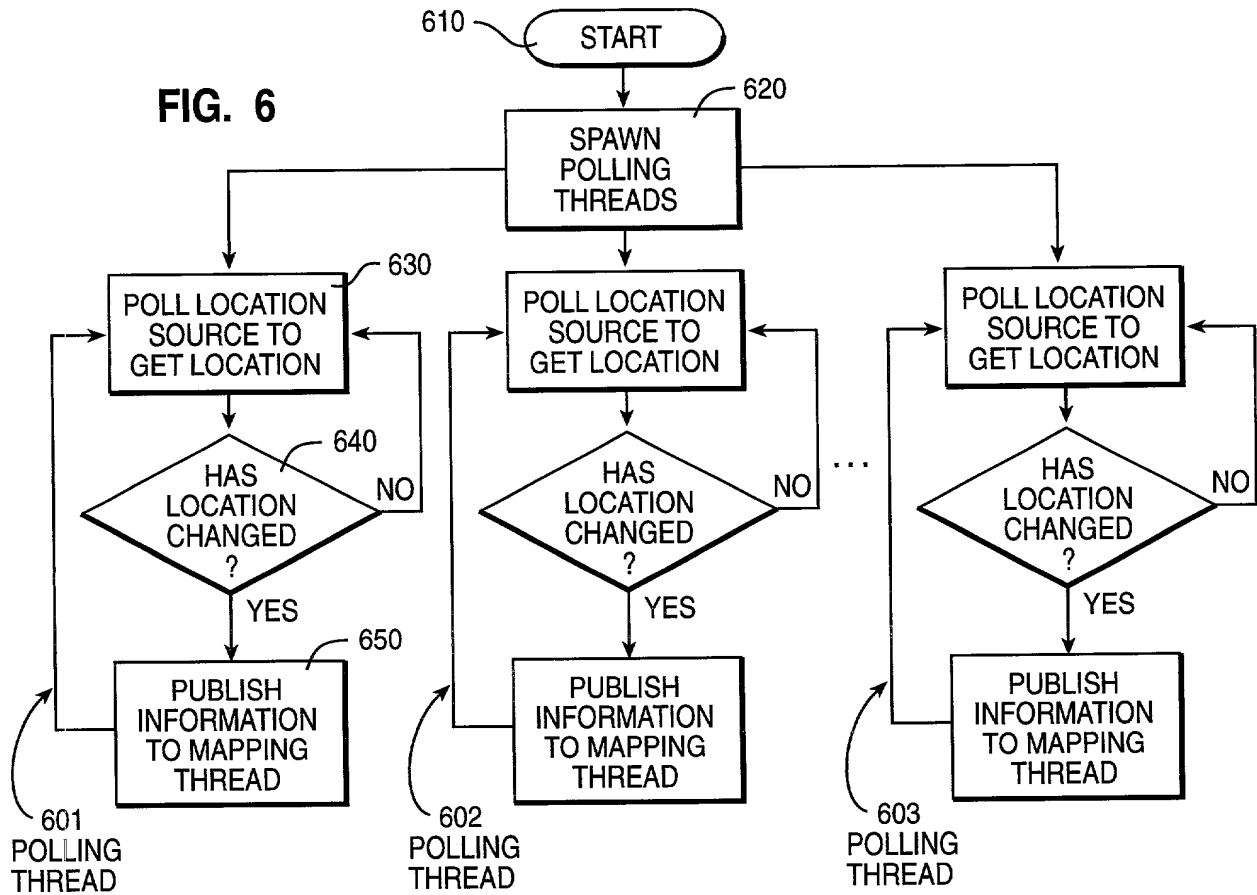 610
START
FIG. 6
620
SPAWN
POLLING
THREADS
630
POLL LOCATION
SOURCE TO
GET LOCATION
640
HAS
LOCATION
CHANGED
?
NO
YES
650
PUBLISH
INFORMATION
TO MAPPING
THREAD
601
POLLING
THREAD
POLL LOCATION
SOURCE TO
GET LOCATION
HAS
LOCATION
CHANGED
?
NO
YES
PUBLISH
INFORMATION
TO MAPPING
THREAD
602
POLLING
THREAD
...
POLL LOCATION
SOURCE TO
GET LOCATION
HAS
LOCATION
CHANGED
?
NO
YES
PUBLISH
INFORMATION
TO MAPPING
THREAD
603
POLLING
THREAD